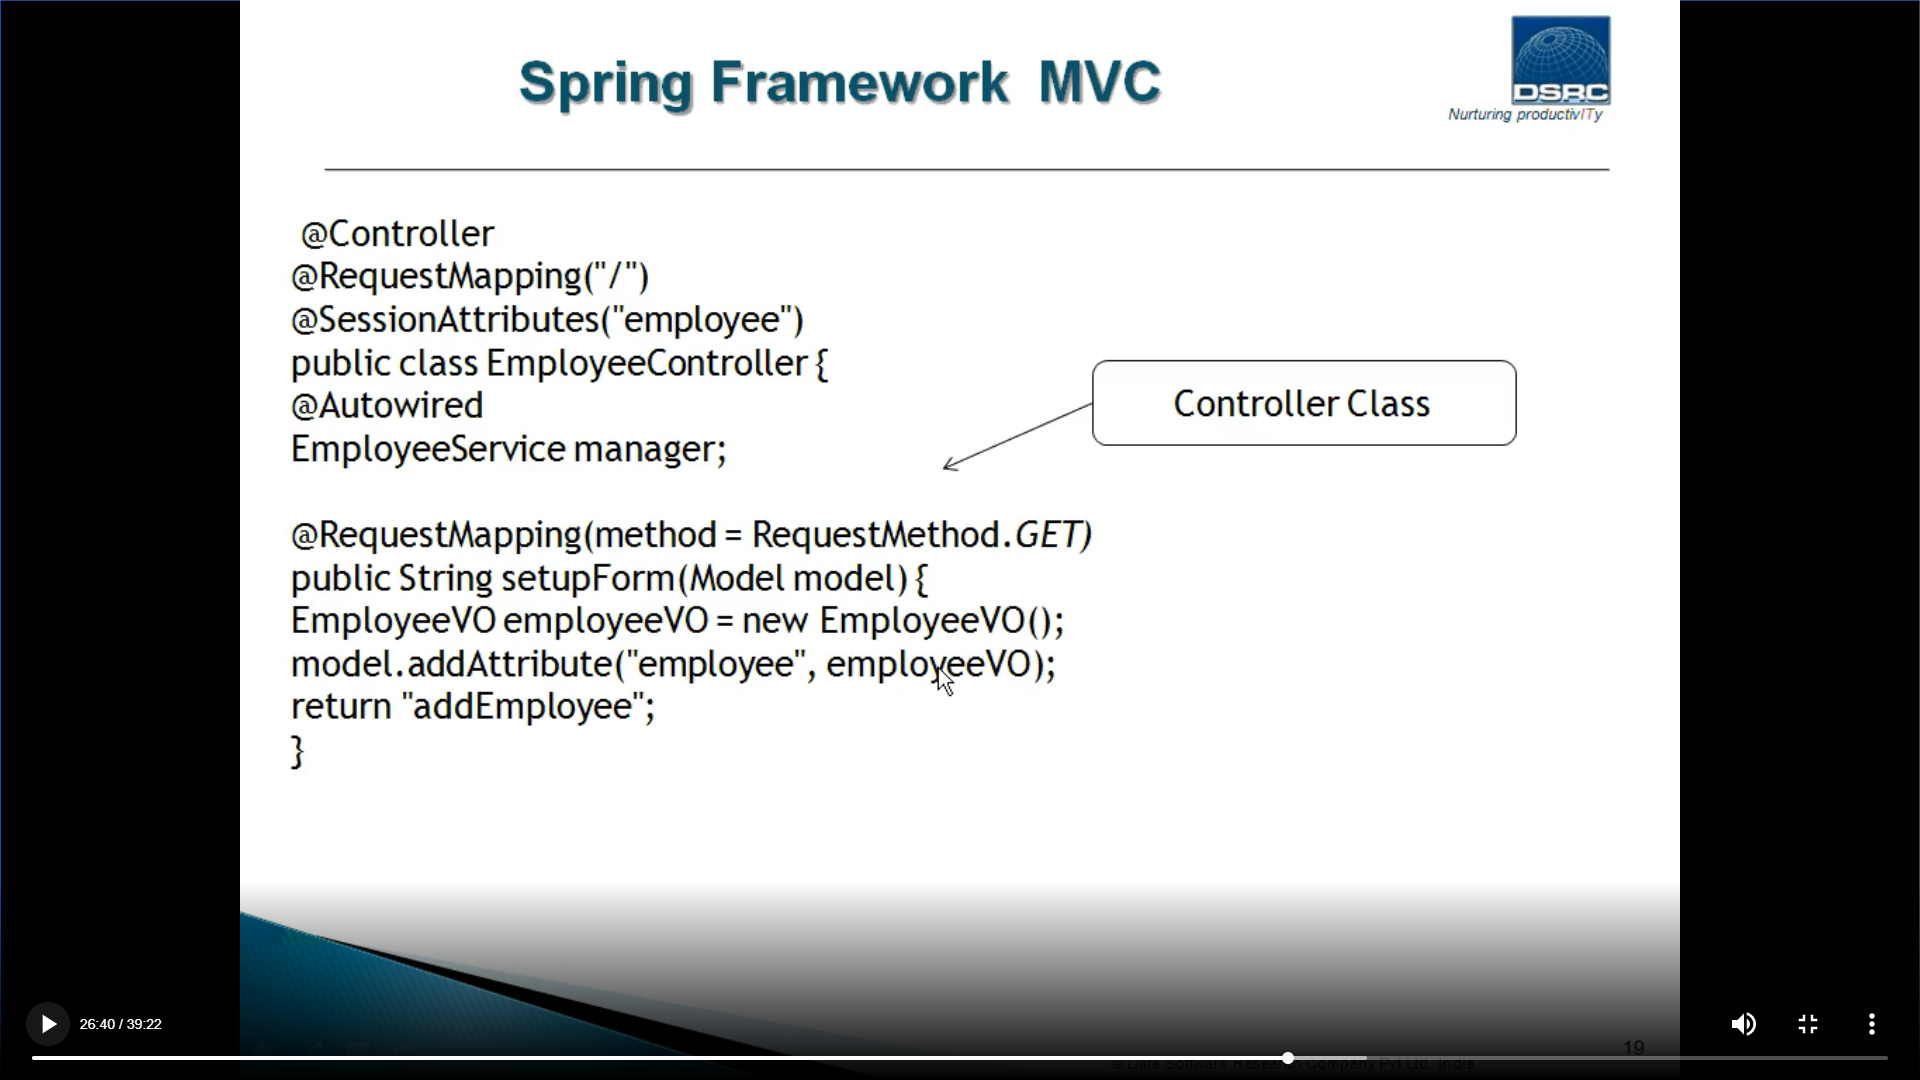 Spring Framework MVC
DSRC
Nurturing productivITy
@Controller
@RequestMapping("/")
@SessionAttributes("employee")
public class EmployeeController {
@Autowired
EmployeeService manager;
Controller Class
@RequestMapping(method = RequestMethod.GET)
public String setupForm(Model model) {
EmployeeVO employeeVO = new EmployeeVO();
model.addAttribute("employee", employeeVO);
return "addEmployee";
}
26:40 / 39:22
19
© Data Software Research Company Pvt Ltd. India